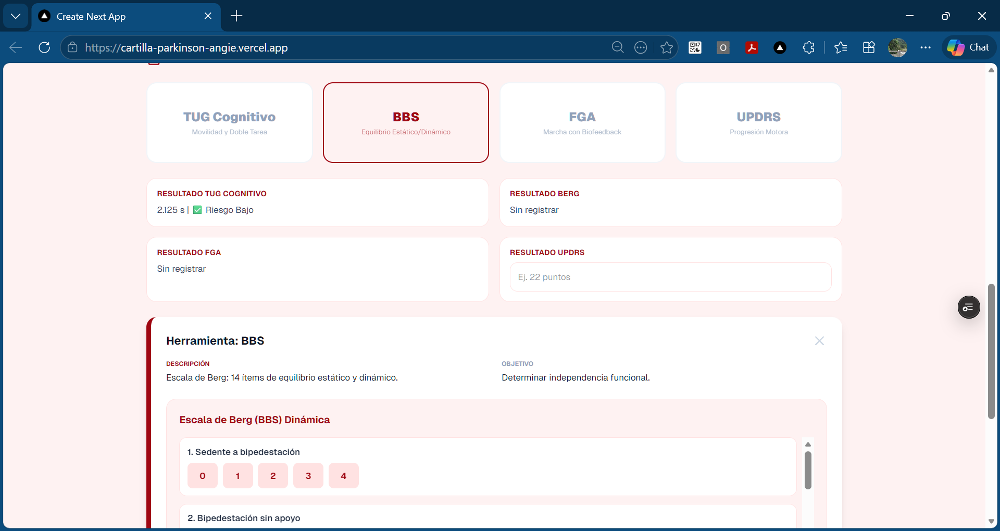 Create Next App
https://cartilla-parkinson-angie.vercel.app
O
Chat
TUG Cognitivo
Movilidad y Doble Tarea
BBS
Equilibrio Estático/Dinámico
FGA
Marcha con Biofeedback
UPDRS
Progresión Motora
RESULTADO TUG COGNITIVO
2.125 s | ✅ Riesgo Bajo
RESULTADO BERG
Sin registrar
RESULTADO FGA
Sin registrar
RESULTADO UPDRS
Ej. 22 puntos
Herramienta: BBS
DESCRIPCIÓN
Escala de Berg: 14 ítems de equilibrio estático y dinámico.
OBJETIVO
Determinar independencia funcional.
Escala de Berg (BBS) Dinámica
1. Sedente a bipedestación
0 1 2 3 4
2. Bipedestación sin apoyo